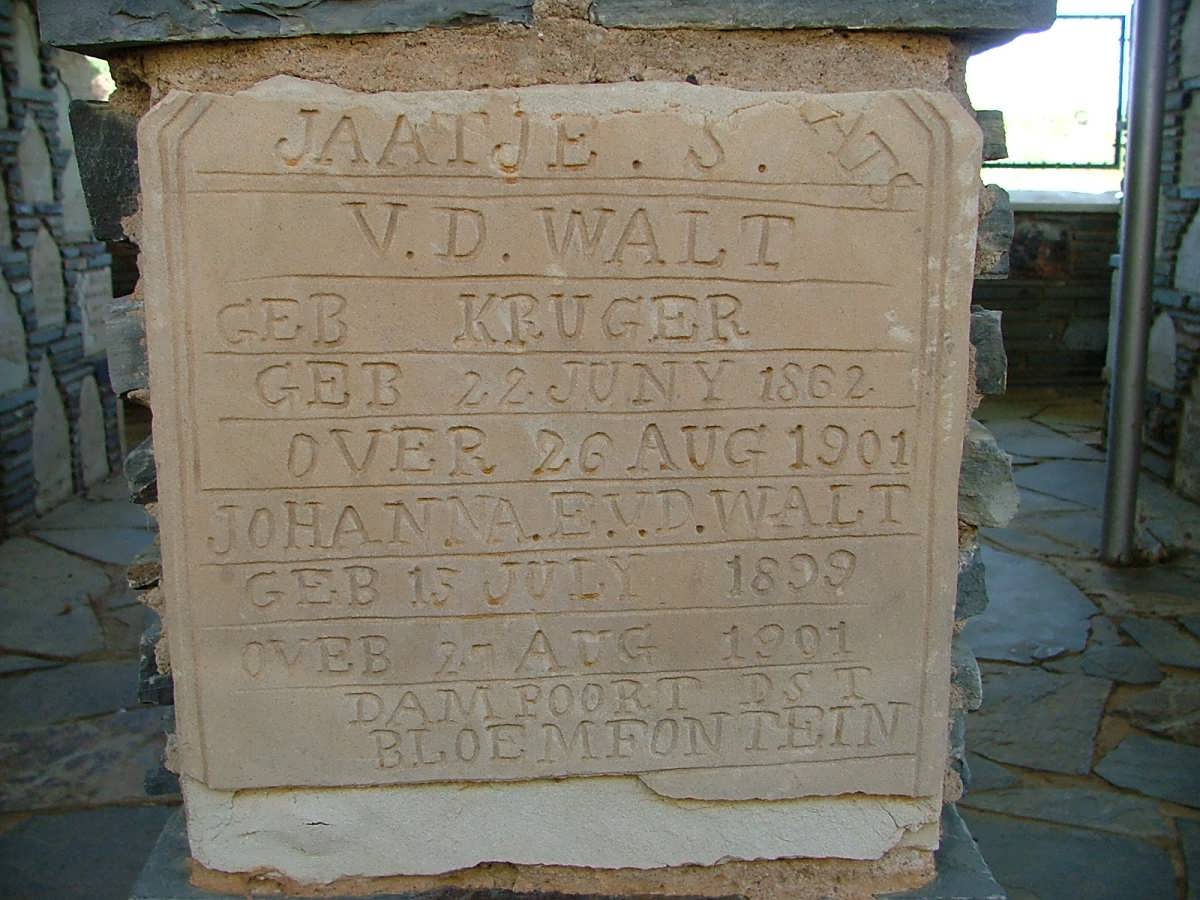 JAATJE . S . MTS
V. D. WALT
GEB KRUGER
GEB 22 JUNY 1862
OVER 26 AUG 1901
JOHANNA.E.V.D.WALT
GEB 15 JULY 1899
OVEB 27 AUG 1901
DAMPOORT DST
BLOEMFONTEIN